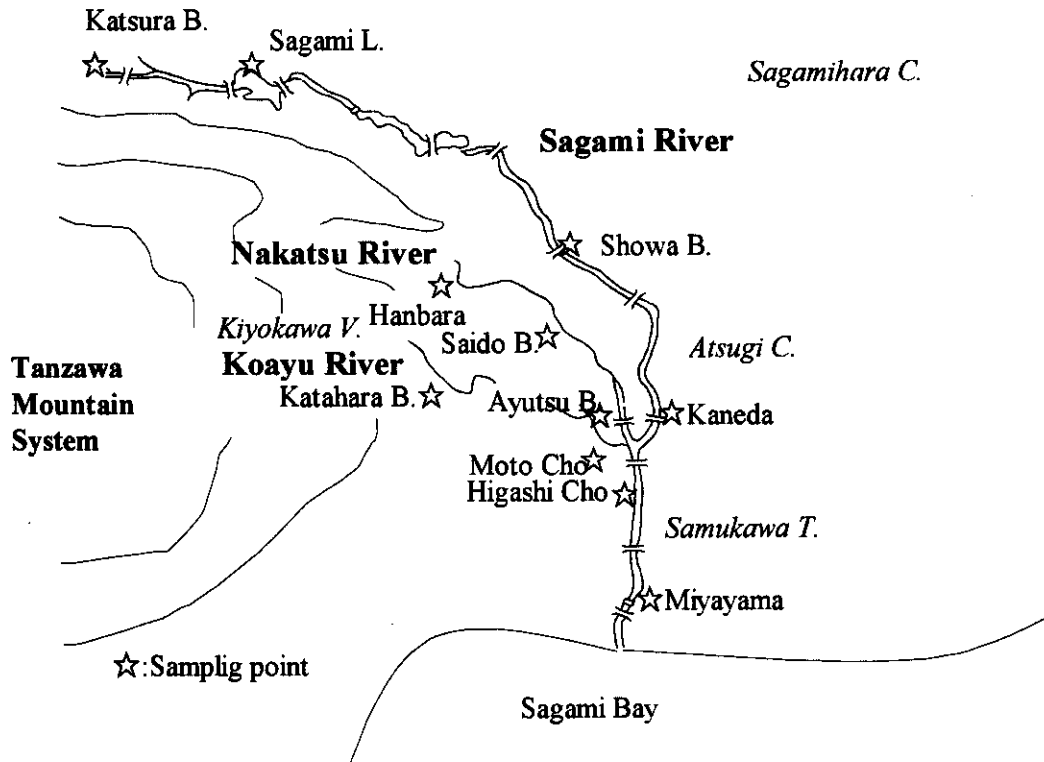 Katsura B.
Sagami L.
Sagamihara C.
Sagami River
Showa B.
Nakatsu River
Hanbara
Kiyokawa V.
Saido B.
Atsugi C.
Koayu River
Tanzawa
Mountain
System
Katahara B.
Ayutsu B
Kaneda
Moto Cho
Higashi Cho
Samukawa T.
Miyayama
☆:Samplig point
Sagami Bay